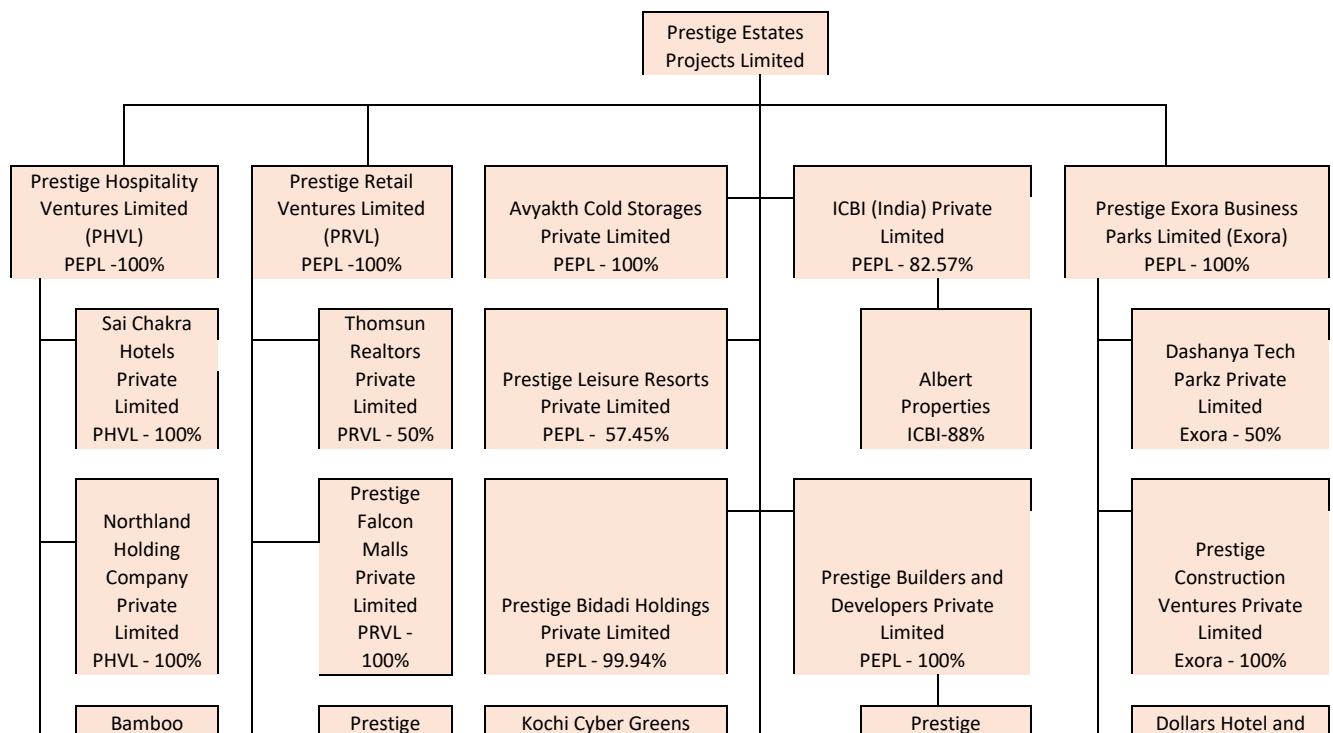 Prestige Estates
Projects Limited
Prestige Hospitality
Ventures Limited
(PHVL)
PEPL -100%
Prestige Retail
Ventures Limited
(PRVL)
PEPL -100%
Avyakth Cold Storages
Private Limited
PEPL - 100%
ICBI (India) Private
Limited
PEPL - 82.57%
Prestige Exora Business
Parks Limited (Exora)
PEPL - 100%
Sai Chakra
Hotels
Private
Limited
PHVL - 100%
Thomsun
Realtors
Private
Limited
PRVL - 50%
Prestige Leisure Resorts
Private Limited
PEPL -  57.45%
Albert
Properties
ICBI-88%
Dashanya Tech
Parkz Private
Limited
Exora - 50%
Northland
Holding
Company
Private
Limited
PHVL - 100%
Prestige
Falcon
Malls
Private
Limited
PRVL -
100%
Prestige Bidadi Holdings
Private Limited
PEPL - 99.94%
Prestige Builders and
Developers Private
Limited
PEPL - 100%
Prestige
Construction
Ventures Private
Limited
Exora - 100%
Bamboo
Prestige
Kochi Cyber Greens
Prestige
Dollars Hotel and